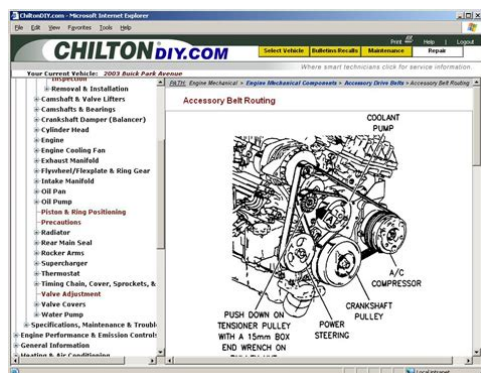 ChiltonDIY.com - Microsoft Internet Explorer
File Edit View Favorites Tools Help
CHILTONDIY.COM
Print Help | Logout
Select Vehicle Bulletins Recalls Maintenance Repair
Where smart technicians click for service information.
Your Current Vehicle: 2003 Buick Park Avenue
PATH: Engine Mechanical > Engine Mechanical Components > Accessory Drive Belts > Accessory Belt Routing
Inspection
Removal & Installation
Camshaft & Valve Lifters
Camshafts & Bearings
Crankshaft Damper (Balancer)
Cylinder Head
Engine
Engine Cooling Fan
Exhaust Manifold
Flywheel/Flexplate & Ring Gear
Intake Manifold
Oil Pan
Oil Pump
Piston & Ring Positioning
Precautions
Radiator
Rear Main Seal
Rocker Arms
Supercharger
Thermostat
Timing Chain, Cover, Sprockets, &
Valve Adjustment
Valve Covers
Water Pump
Specifications, Maintenance & Troubl
Engine Performance & Emission Control
General Information
Heating & Air Conditioning
Accessory Belt Routing
COOLANT
PUMP
A/C
COMPRESSOR
CRANKSHAFT
PULLEY
POWER
STEERING
PUSH DOWN ON
TENSIONER PULLEY
WITH A 15mm BOX
END WRENCH ON
Local intranet